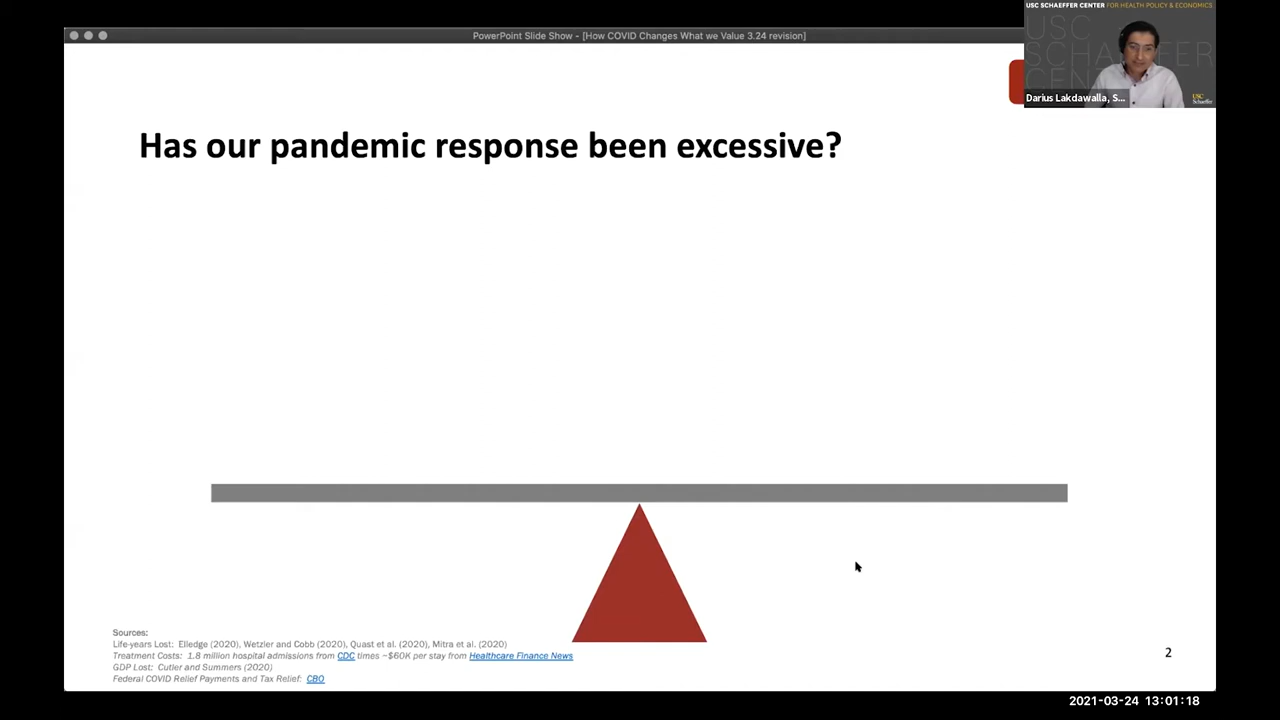 USC SCHAEFFER CENTER FOR HEALTH POLICY & ECONOMICS
PowerPoint Slide Show - [How COVID Changes What we Value 3.24 revision]
USC
Darius Lakdawalla, S...
USC
Schaeffer
Has our pandemic response been excessive?
Sources:
Life-years Lost: Elledge (2020), Wetzler and Cobb (2020), Quast et al. (2020), Mitra et al. (2020)
Treatment Costs: 1.8 million hospital admissions from CDC times ~$60K per stay from Healthcare Finance News
GDP Lost: Cutler and Summers (2020)
Federal COVID Relief Payments and Tax Relief: CBO
2
2021-03-24 13:01:18